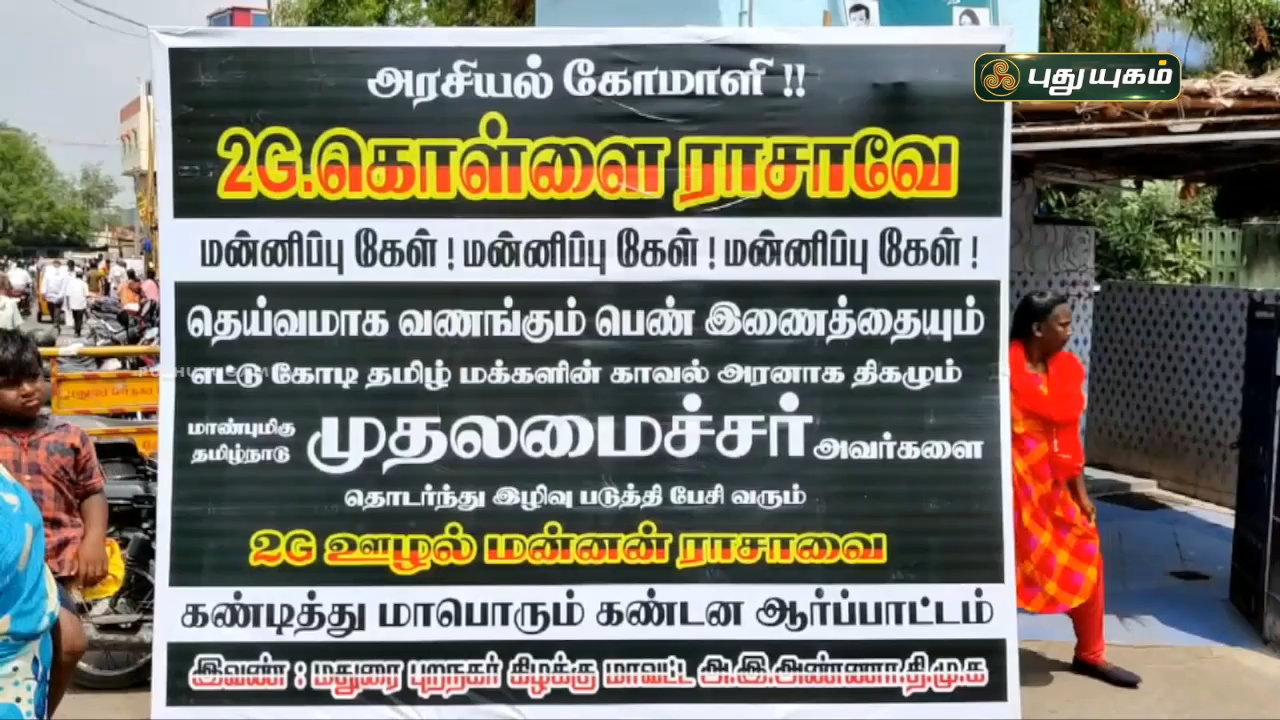 அரசியல் கோமாளி !!
புதுயுகம்
2G.கொள்ளை ராசாவே
மன்னிப்பு கேள் ! மன்னிப்பு கேள் ! மன்னிப்பு கேள் !
தெய்வமாக வணங்கும் பெண் இணைத்தையும்
எட்டு கோடி தமிழ் மக்களின் காவல் அரனாக திகழும்
மாண்புமிகு
தமிழ்நாடு முதலமைச்சர் அவர்களை
தொடர்ந்து இழிவு படுத்தி பேசி வரும்
2G ஊழல் மன்னன் ராசாவை
கண்டித்து மாபொரும் கண்டன ஆர்ப்பாட்டம்
இவண் : மதுரை புறநகர் கிழக்கு மாவட்ட அ.இ.அண்ணா.தி.மு.க